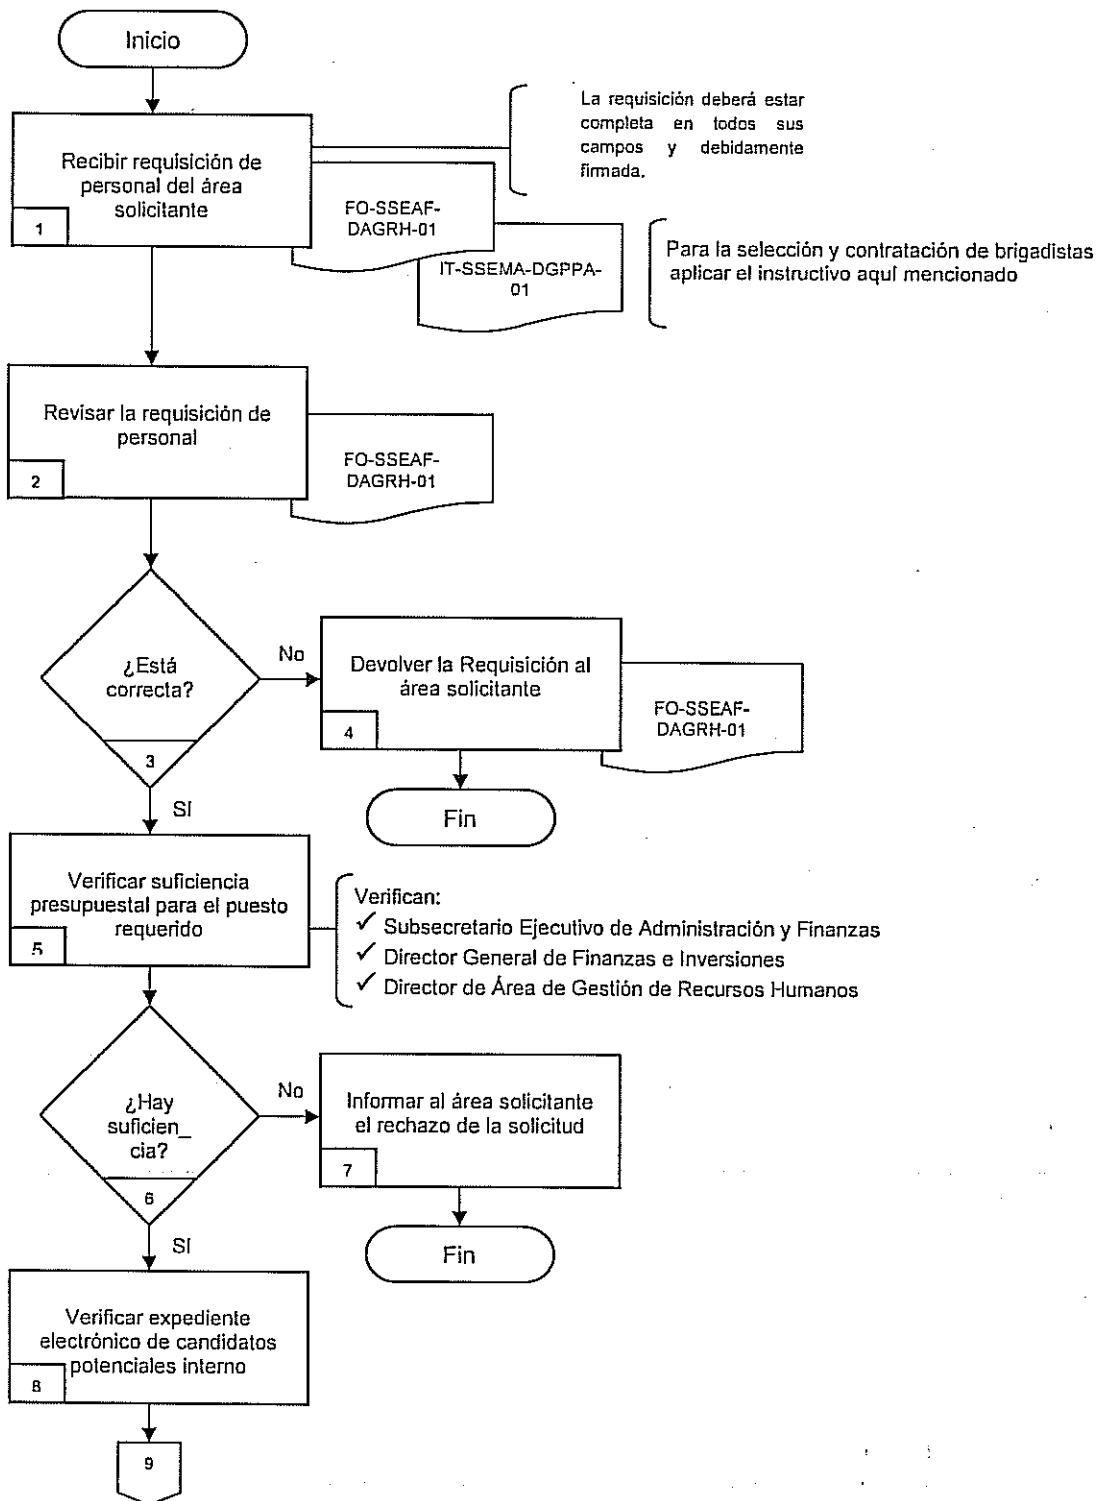 Inicio
Recibir requisición de
personal del área
solicitante
1
La requisición deberá estar
completa en todos sus
campos y debidamente
firmada.
FO-SSEAF-
DAGRH-01
IT-SSEMA-DGPPA-
01
Para la selección y contratación de brigadistas
aplicar el instructivo aquí mencionado
Revisar la requisición de
personal
2
FO-SSEAF-
DAGRH-01
¿Está
correcta?
3
No
Devolver la Requisición al
área solicitante
4
FO-SSEAF-
DAGRH-01
Fin
SÍ
Verificar suficiencia
presupuestal para el puesto
requerido
5
Verifican:
✓ Subsecretario Ejecutivo de Administración y Finanzas
✓ Director General de Finanzas e Inversiones
✓ Director de Área de Gestión de Recursos Humanos
¿Hay
suficien_
cia?
6
No
Informar al área solicitante
el rechazo de la solicitud
7
Fin
SÍ
Verificar expediente
electrónico de candidatos
potenciales interno
8
9